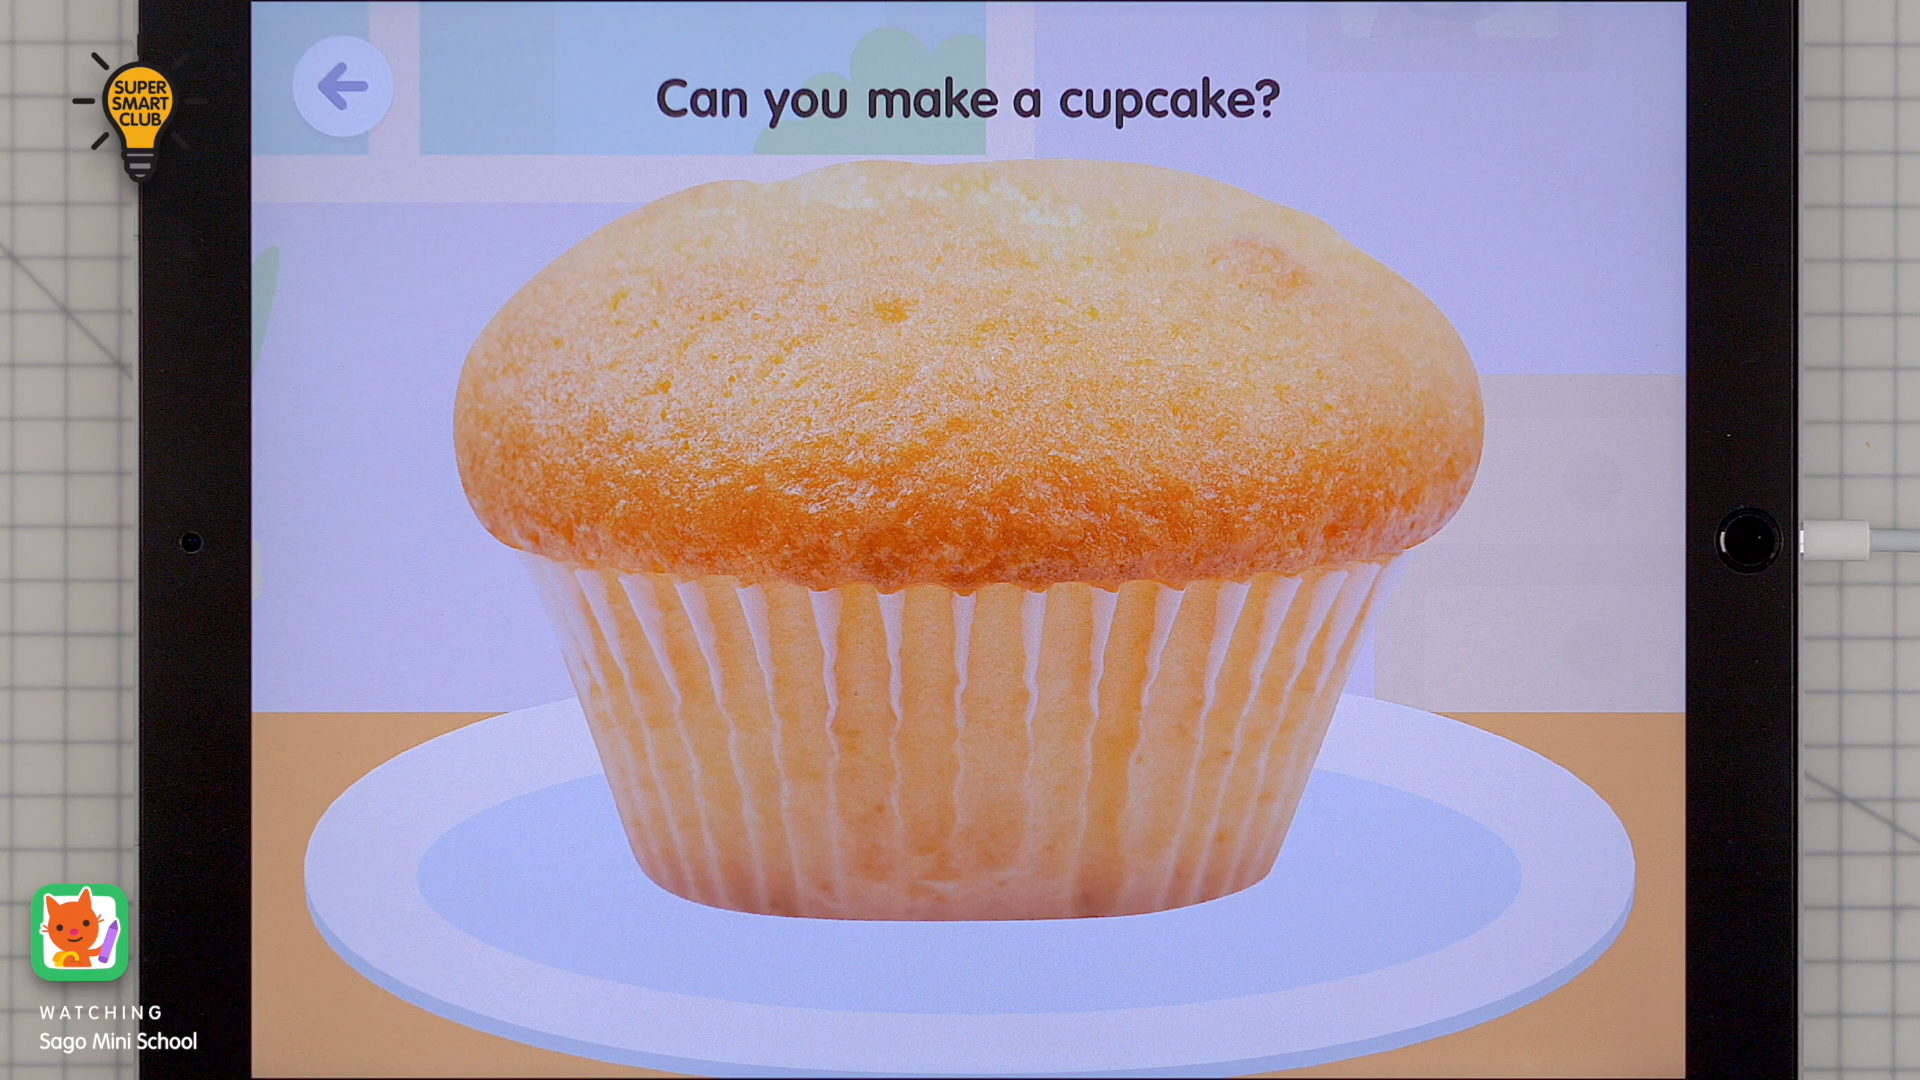 SUPER
SMART
CLUB
Can you make a cupcake?
WATCHING
Sago Mini School